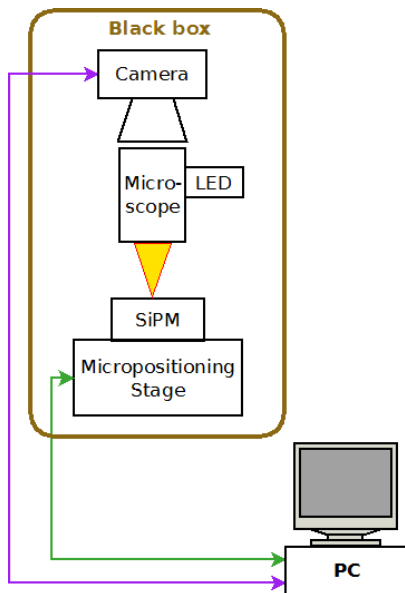 Black box
Camera
Micro-
scope
LED
SiPM
Micropositioning
Stage
PC